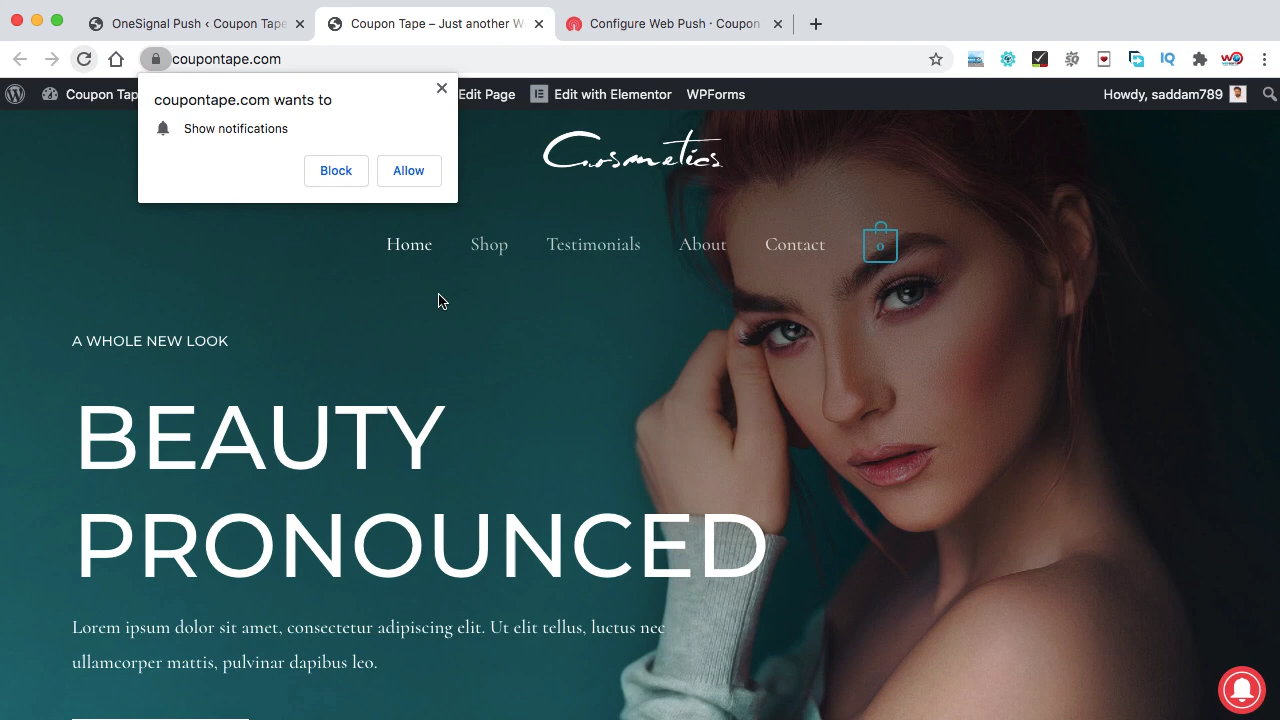 OneSignal Push ‹ Coupon Tape
Coupon Tape – Just another W
Configure Web Push · Coupon
coupontape.com
IQ
Coupon Tap
Edit Page
Edit with Elementor
WPForms
Howdy, saddam789
coupontape.com wants to
Show notifications
Block
Allow
Cosmetics
Home
Shop
Testimonials
About
Contact
0
A WHOLE NEW LOOK
BEAUTY
PRONOUNCED
Lorem ipsum dolor sit amet, consectetur adipiscing elit. Ut elit tellus, luctus nec
ullamcorper mattis, pulvinar dapibus leo.